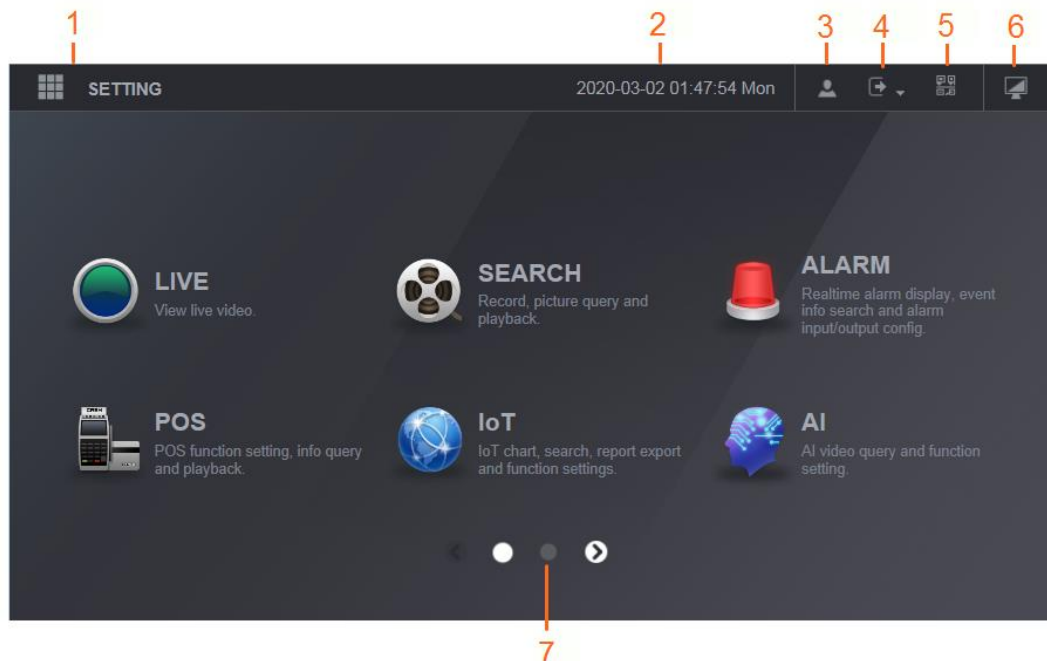 1 2 3 4 5 6
SETTING 2020-03-02 01:47:54 Mon
LIVE
View live video.
SEARCH
Record, picture query and
playback.
ALARM
Realtime alarm display, event
info search and alarm
input/output config.
POS
POS function setting, info query
and playback.
IoT
IoT chart, search, report export
and function settings.
AI
AI video query and function
setting.
7